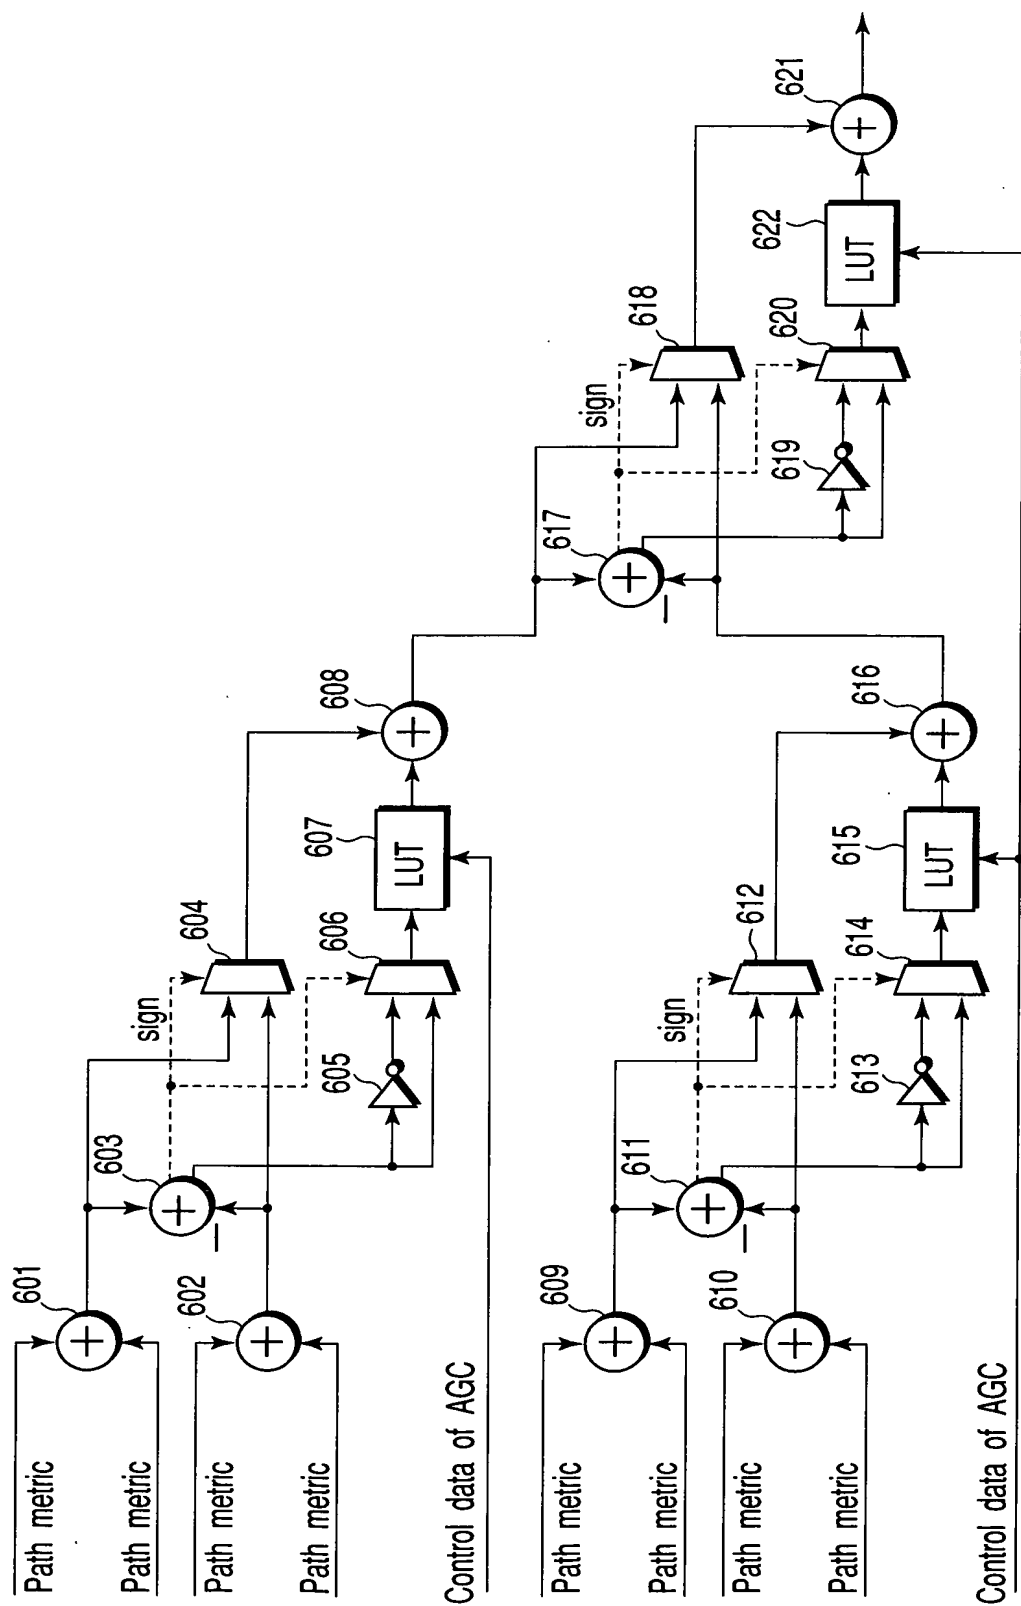 Path metric
Path metric
Path metric
Path metric
Control data of AGC
601
602
603
sign
604
605
606
LUT
607
608
Path metric
Path metric
Path metric
Path metric
Control data of AGC
609
610
611
sign
612
613
614
LUT
615
616
617
sign
618
619
620
LUT
622
621